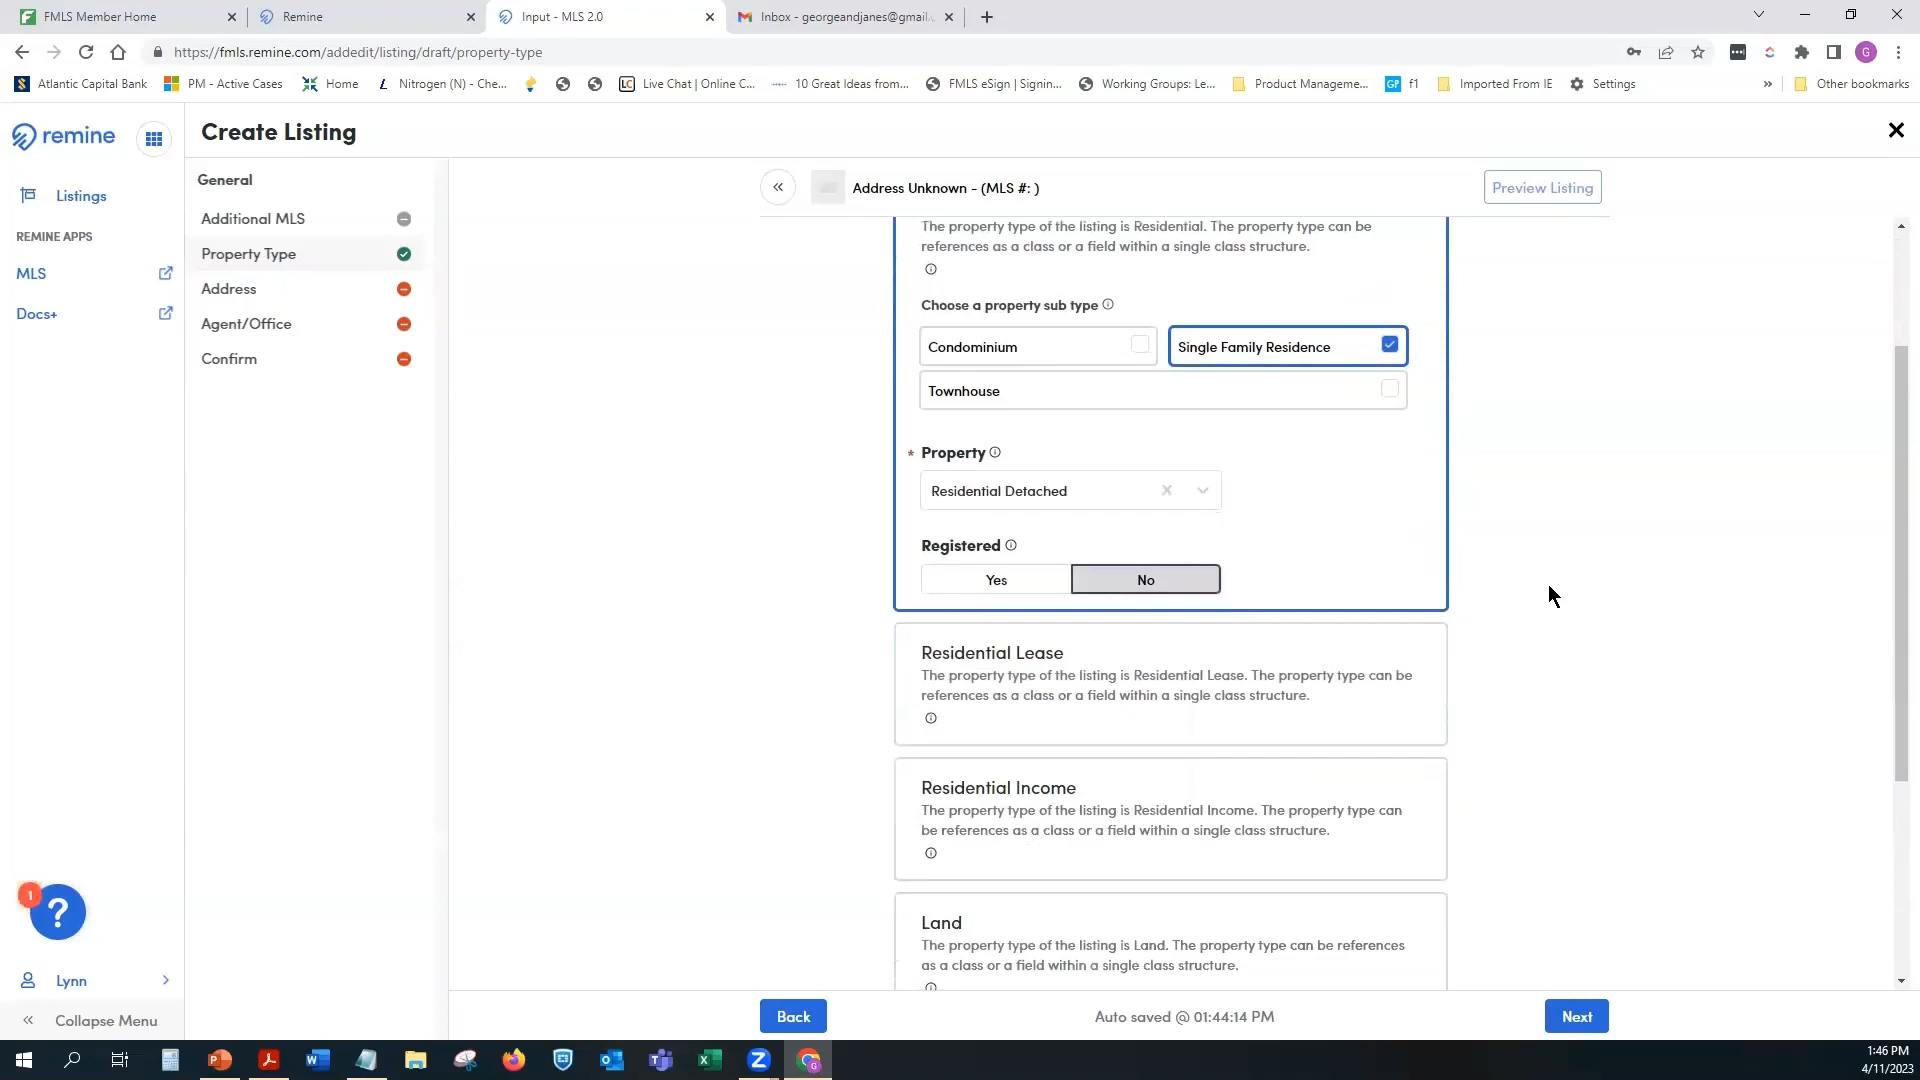 FMLS Member Home
Remine
Input - MLS 2.0
Inbox - georgeandjanes@gmail.
https://fmls.remine.com/addedit/listing/draft/property-type
G
Atlantic Capital Bank
PM - Active Cases
Home
Nitrogen (N) - Che...
LC Live Chat | Online C...
10 Great Ideas from...
FMLS eSign | Signin...
Working Groups: Le...
Product Manageme...
GP f1
Imported From IE
Settings
»
Other bookmarks
remine
Create Listing
Listings
REMINE APPS
MLS
Docs+
General
Additional MLS
Property Type
Address
Agent/Office
Confirm
Address Unknown - (MLS #: )
Preview Listing
The property type of the listing is Residential. The property type can be
references as a class or a field within a single class structure.
Choose a property sub type
Condominium
Single Family Residence
Townhouse
* Property
Residential Detached
Registered
Yes
No
Residential Lease
The property type of the listing is Residential Lease. The property type can be
references as a class or a field within a single class structure.
Residential Income
The property type of the listing is Residential Income. The property type can
be references as a class or a field within a single class structure.
Land
The property type of the listing is Land. The property type can be references
as a class or a field within a single class structure.
1
?
Lynn
Collapse Menu
Back
Auto saved @ 01:44:14 PM
Next
1:46 PM
4/11/2023